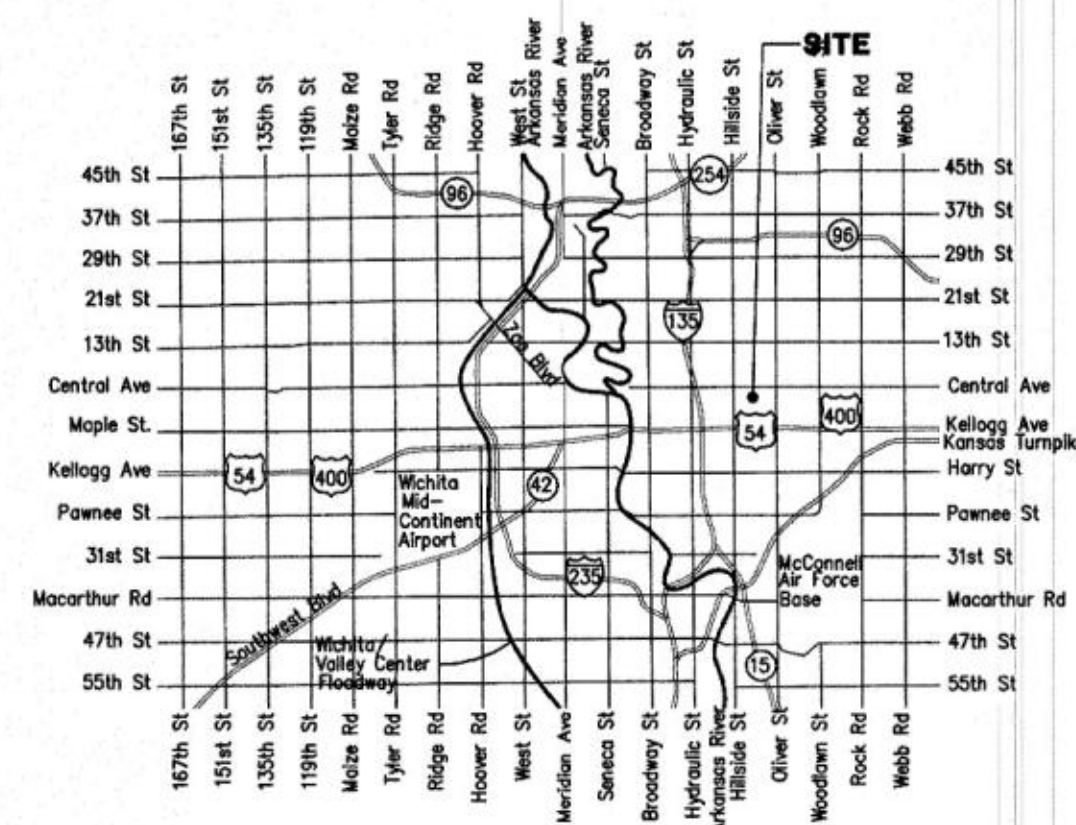 SITE
167th St
151st St
135th St
119th St
Maize Rd
Tyler Rd
Ridge Rd
Hoover Rd
West St
Arkansas River
Meridian Ave
Arkansas River
Seneca St
Broadway St
Hydraulic St
Hillside St
Oliver St
Woodlawn St
Rock Rd
Webb Rd
45th St
37th St
29th St
21st St
13th St
Central Ave
Maple St.
Kellogg Ave
Pawnee St
31st St
Macarthur Rd
47th St
55th St
96
254
96
135
Zoo Blvd
54
400
54
400
42
Wichita
Mid-
Continent
Airport
235
McConnell
Air Force
Base
Southwest Blvd
Wichita/
Valley Center
Floodway
15
45th St
37th St
29th St
21st St
13th St
Central Ave
Kellogg Ave
Kansas Turnpik
Harry St
Pawnee St
31st St
Macarthur Rd
47th St
55th St
167th St
151st St
135th St
119th St
Maize Rd
Tyler Rd
Ridge Rd
Hoover Rd
West St
Meridian Ave
Seneca St
Broadway St
Hydraulic St
Arkansas River
Hillside St
Oliver St
Woodlawn St
Rock Rd
Webb Rd